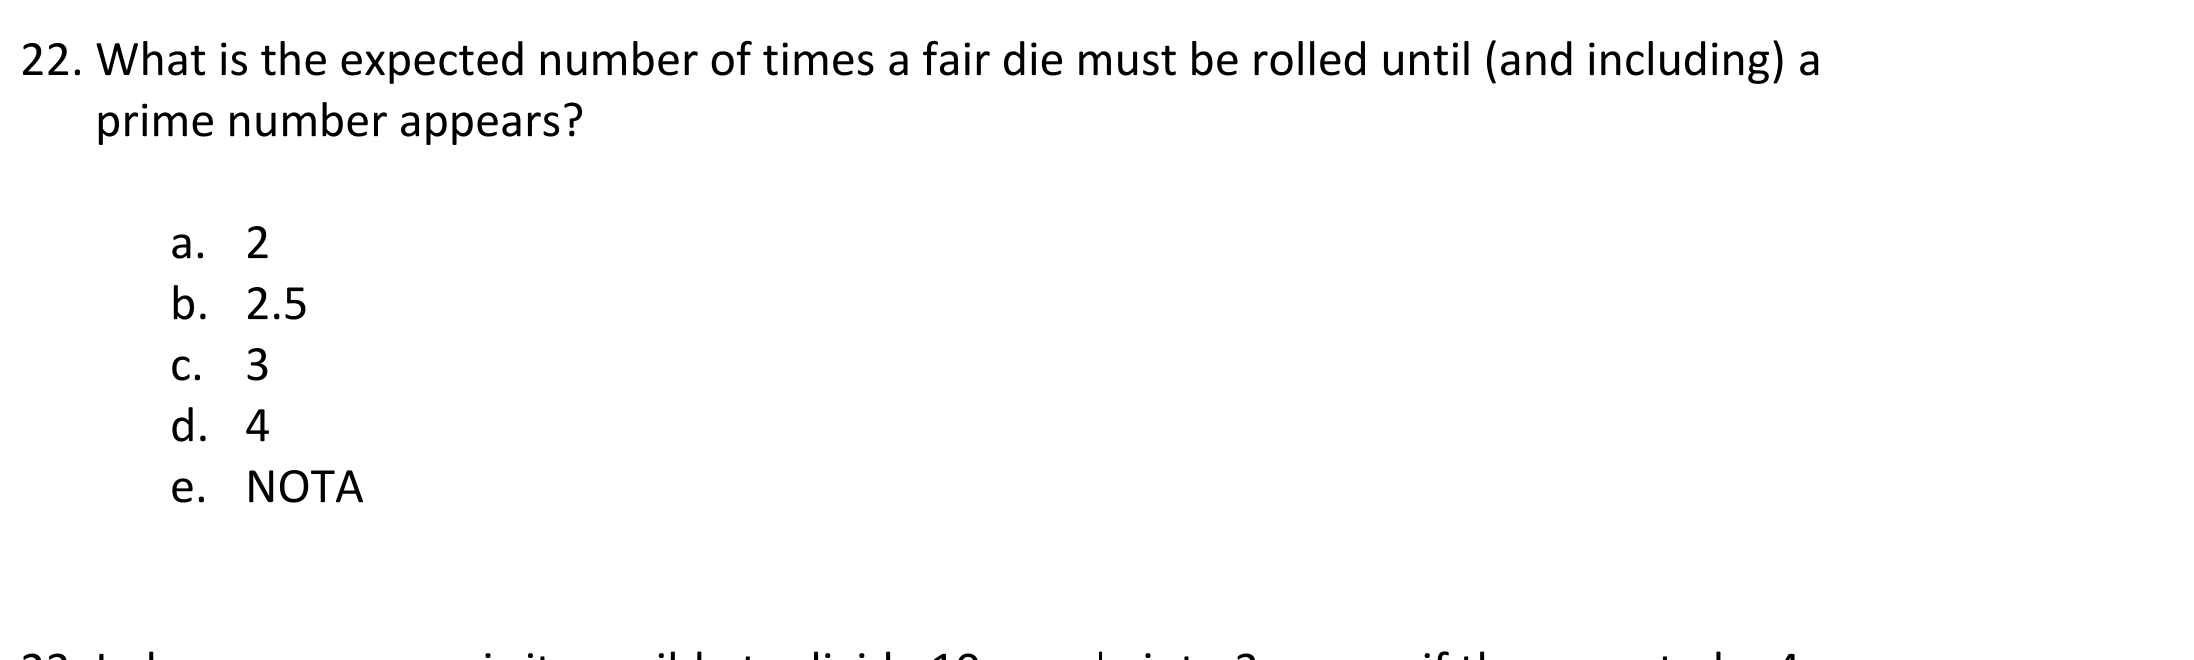 22. What is the expected number of times a fair die must be rolled until (and including) a
prime number appears?
a. 2
b. 2.5
c. 3
d. 4
e. NOTA